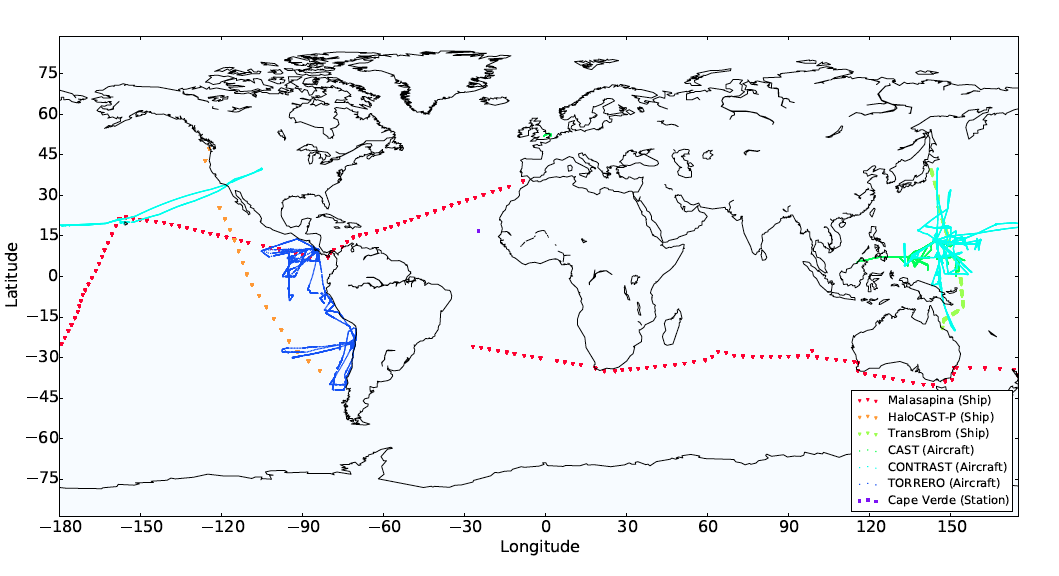 75
60
45
30
15
0
−15
−30
−45
−60
−75
Latitude
−180 −150 −120 −90 −60 −30 0 30 60 90 120 150
Longitude
Malasapina (Ship)
HaloCAST-P (Ship)
TransBrom (Ship)
CAST (Aircraft)
CONTRAST (Aircraft)
TORRERO (Aircraft)
Cape Verde (Station)